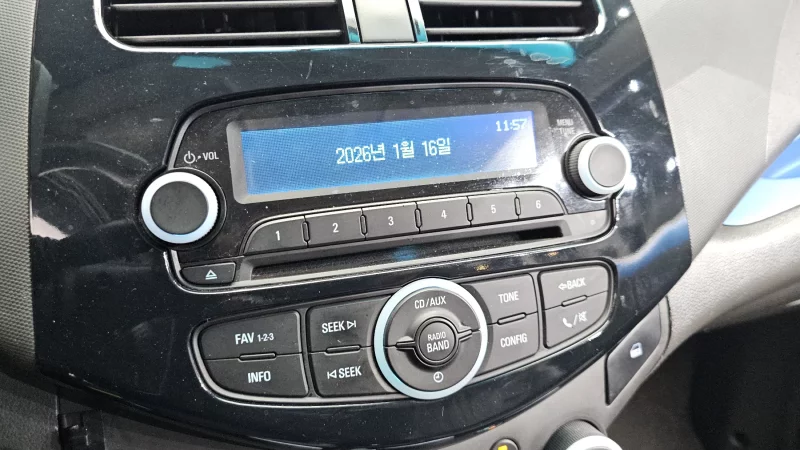 11:57
MENU
TUNE
2026년 1월 16일
VOL
1 2 3 4 5 6
CD/AUX
TONE
BACK
FAV 1-2-3
SEEK
RADIO
BAND
CONFIG
INFO
SEEK